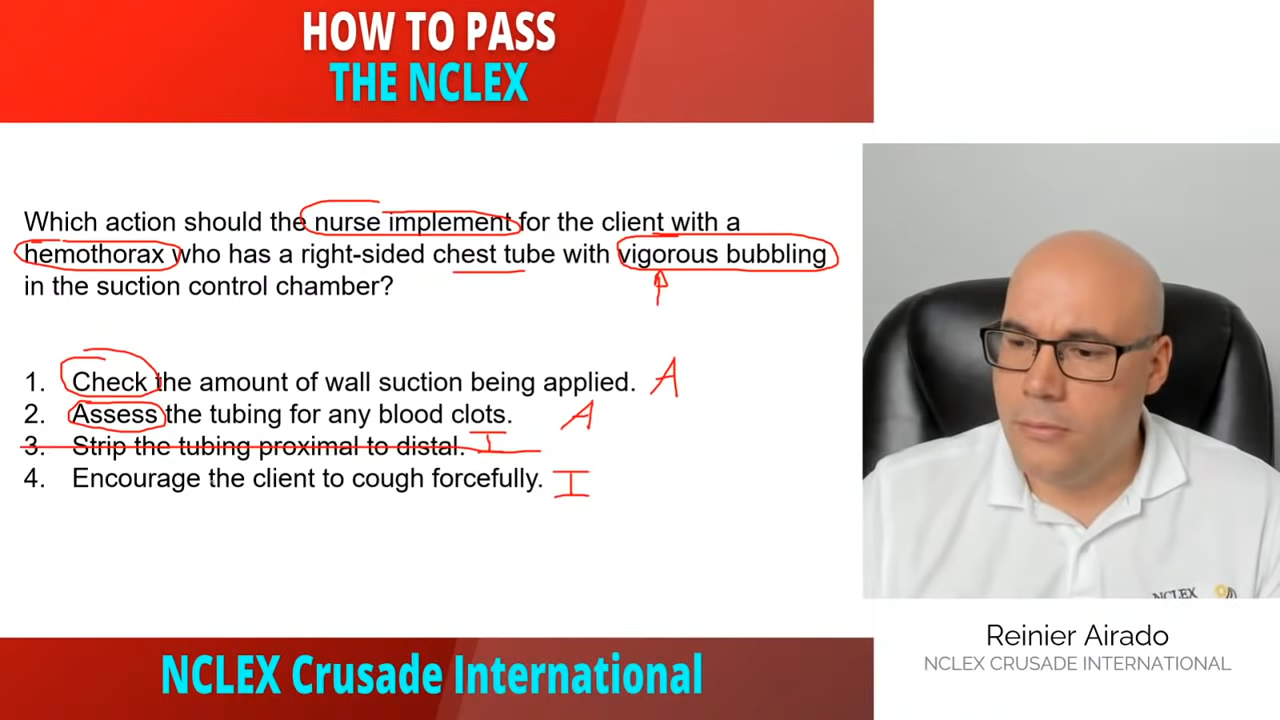 HOW TO PASS
THE NCLEX
Which action should the nurse implement for the client with a
hemothorax who has a right-sided chest tube with vigorous bubbling
in the suction control chamber?
1. Check the amount of wall suction being applied. A
2. Assess the tubing for any blood clots. A
3. Strip the tubing proximal to distal. I
4. Encourage the client to cough forcefully. I
NCLEX
Reinier Airado
NCLEX CRUSADE INTERNATIONAL
NCLEX Crusade International